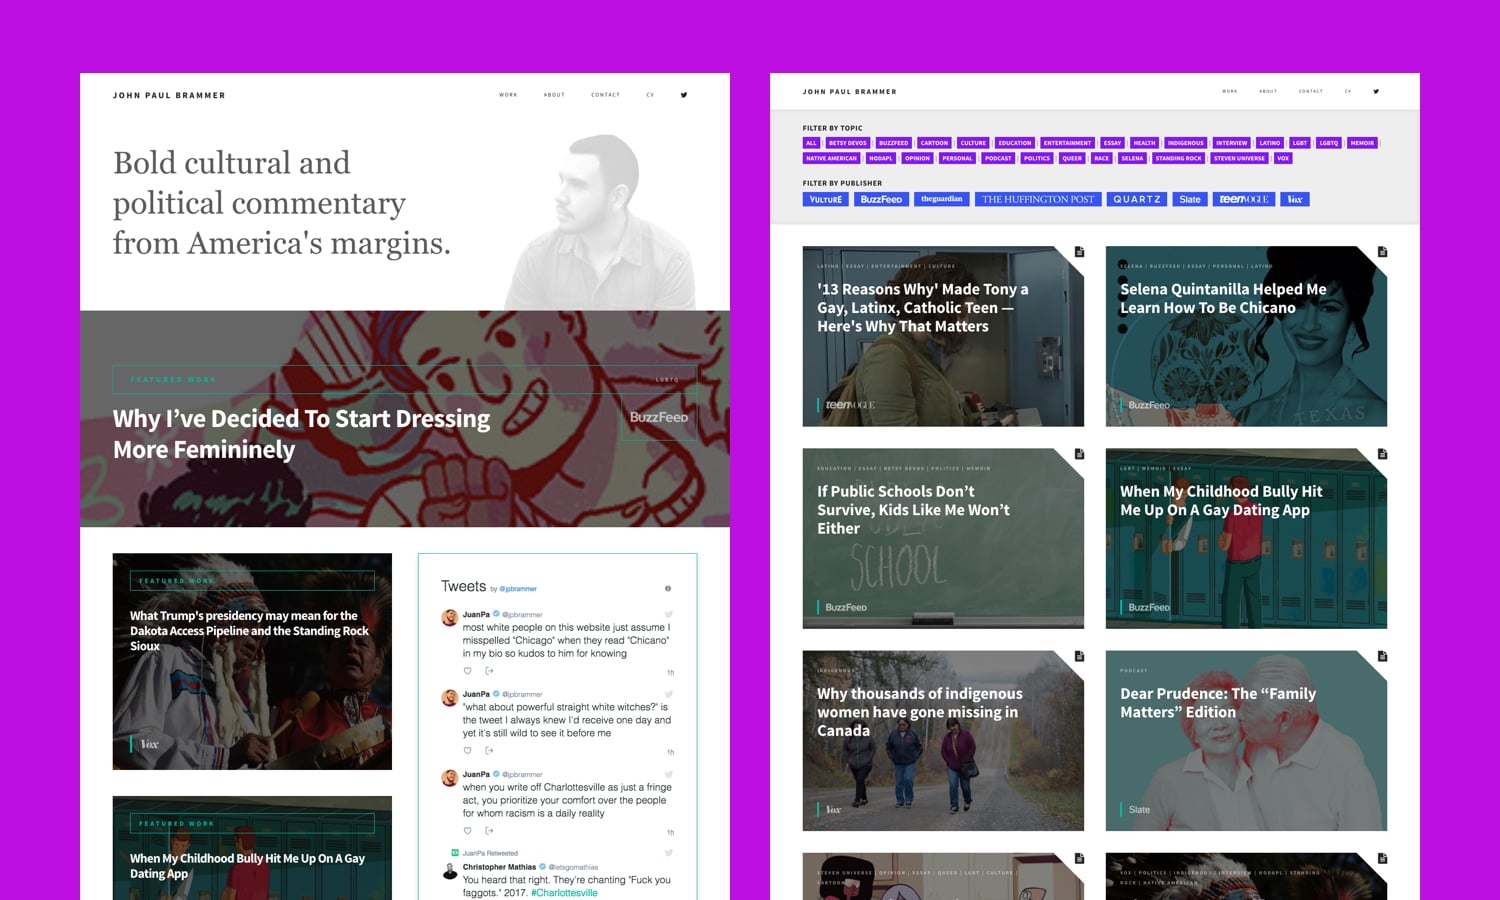 JOHN PAUL BRAMMER
WORK ABOUT CONTACT CV
Bold cultural and
political commentary
from America's margins.
FEATURED WORK
LGBTQ
Why I’ve Decided To Start Dressing
More Femininely
BuzzFeeD
FEATURED WORK
What Trump's presidency may mean for the
Dakota Access Pipeline and the Standing Rock
Sioux
Vox
FEATURED WORK
When My Childhood Bully Hit Me Up On A Gay
Dating App
Tweets by @jpbrammer
JuanPa @jpbrammer
most white people on this website just assume I
misspelled "Chicago" when they read "Chicano"
in my bio so kudos to him for knowing
1h
JuanPa @jpbrammer
"what about powerful straight white witches?" is
the tweet I always knew I'd receive one day and
yet it's still wild to see it before me
1h
JuanPa @jpbrammer
when you write off Charlottesville as just a fringe
act, you prioritize your comfort over the people
for whom racism is a daily reality
1h
JuanPa Retweeted
Christopher Mathias @letsgomathias
You heard that right. They're chanting "Fuck you
faggots." 2017. #Charlottesville
JOHN PAUL BRAMMER
WORK ABOUT CONTACT CV
FILTER BY TOPIC
ALL | BETSY DEVOS | BUZZFEED | CARTOON | CULTURE | EDUCATION | ENTERTAINMENT | ESSAY | HEALTH | INDIGENOUS | INTERVIEW | LATINO | LGBT | LGBTQ | MEMOIR |
NATIVE AMERICAN | NODAPL | OPINION | PERSONAL | PODCAST | POLITICS | QUEER | RACE | SELENA | STANDING ROCK | STEVEN UNIVERSE | VOX
FILTER BY PUBLISHER
VULTURE BuzzFeeD theguardian THE HUFFINGTON POST QUARTZ Slate teenVOGUE Vox
LATINO | ESSAY | ENTERTAINMENT | CULTURE
'13 Reasons Why' Made Tony a
Gay, Latinx, Catholic Teen —
Here's Why That Matters
teenVOGUE
SELENA | BUZZFEED | ESSAY | PERSONAL | LATINO
Selena Quintanilla Helped Me
Learn How To Be Chicano
TEXAS
BuzzFeeD
EDUCATION | ESSAY | BETSY DEVOS | POLITICS | MEMOIR
If Public Schools Don’t
Survive, Kids Like Me Won’t
Either
SCHOOL
BuzzFeeD
LGBT | MEMOIR | ESSAY
When My Childhood Bully Hit
Me Up On A Gay Dating App
BuzzFeeD
INDIGENOUS
Why thousands of indigenous
women have gone missing in
Canada
Vox
PODCAST
Dear Prudence: The “Family
Matters” Edition
Slate
STEVEN UNIVERSE | OPINION | ESSAY | QUEER | LGBT | CULTURE |
CARTOON
VOX | POLITICS | INDIGENOUS | INTERVIEW | NODAPL | STANDING
ROCK | NATIVE AMERICAN